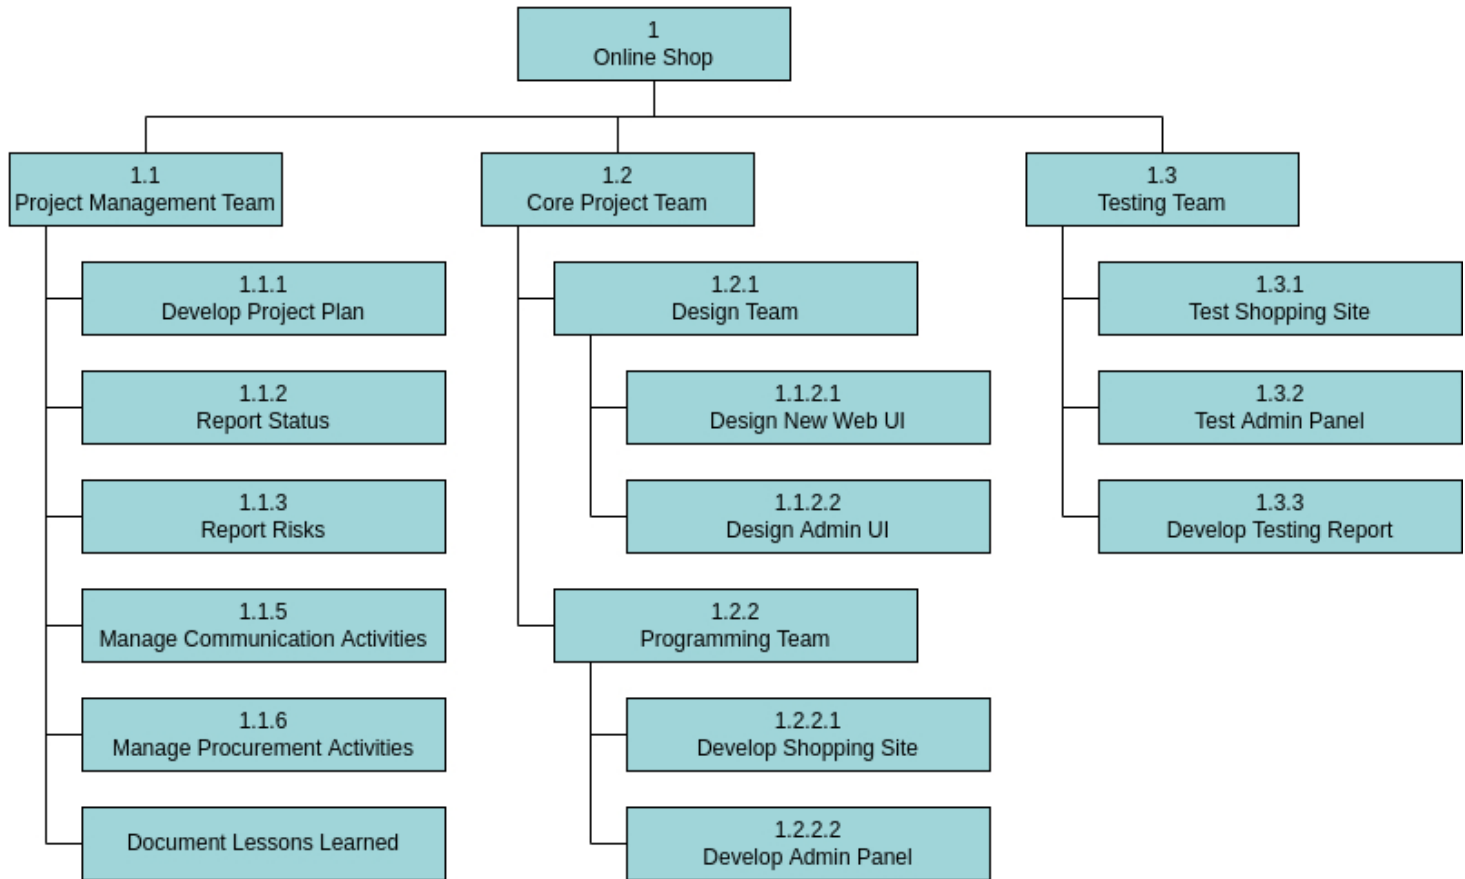 1
Online Shop
1.1
Project Management Team
1.1.1
Develop Project Plan
1.1.2
Report Status
1.1.3
Report Risks
1.1.5
Manage Communication Activities
1.1.6
Manage Procurement Activities
Document Lessons Learned
1.2
Core Project Team
1.2.1
Design Team
1.1.2.1
Design New Web UI
1.1.2.2
Design Admin UI
1.2.2
Programming Team
1.2.2.1
Develop Shopping Site
1.2.2.2
Develop Admin Panel
1.3
Testing Team
1.3.1
Test Shopping Site
1.3.2
Test Admin Panel
1.3.3
Develop Testing Report